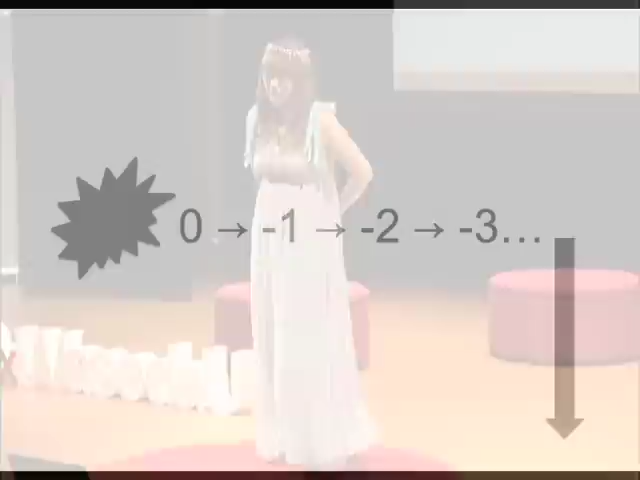 0 → -1 → -2 → -3...